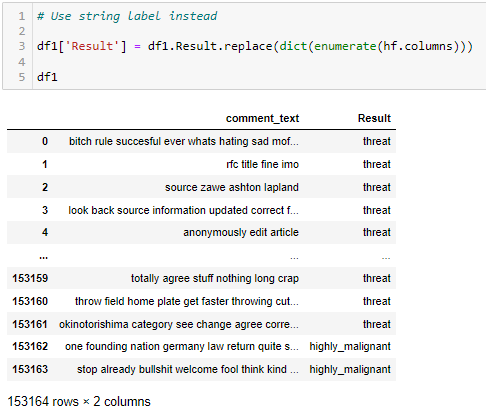 1 # Use string label instead
2
3 df1['Result'] = df1.Result.replace(dict(enumerate(hf.columns)))
4
5 df1
comment_text Result
0 bitch rule succesful ever whats hating sad mof... threat
1 rfc title fine imo threat
2 source zawe ashton lapland threat
3 look back source information updated correct f... threat
4 anonymously edit article threat
... ... ...
153159 totally agree stuff nothing long crap threat
153160 throw field home plate get faster throwing cut... threat
153161 okinotorishima category see change agree corre... threat
153162 one founding nation germany law return quite s... highly_malignant
153163 stop already bullshit welcome fool think kind ... highly_malignant
153164 rows × 2 columns